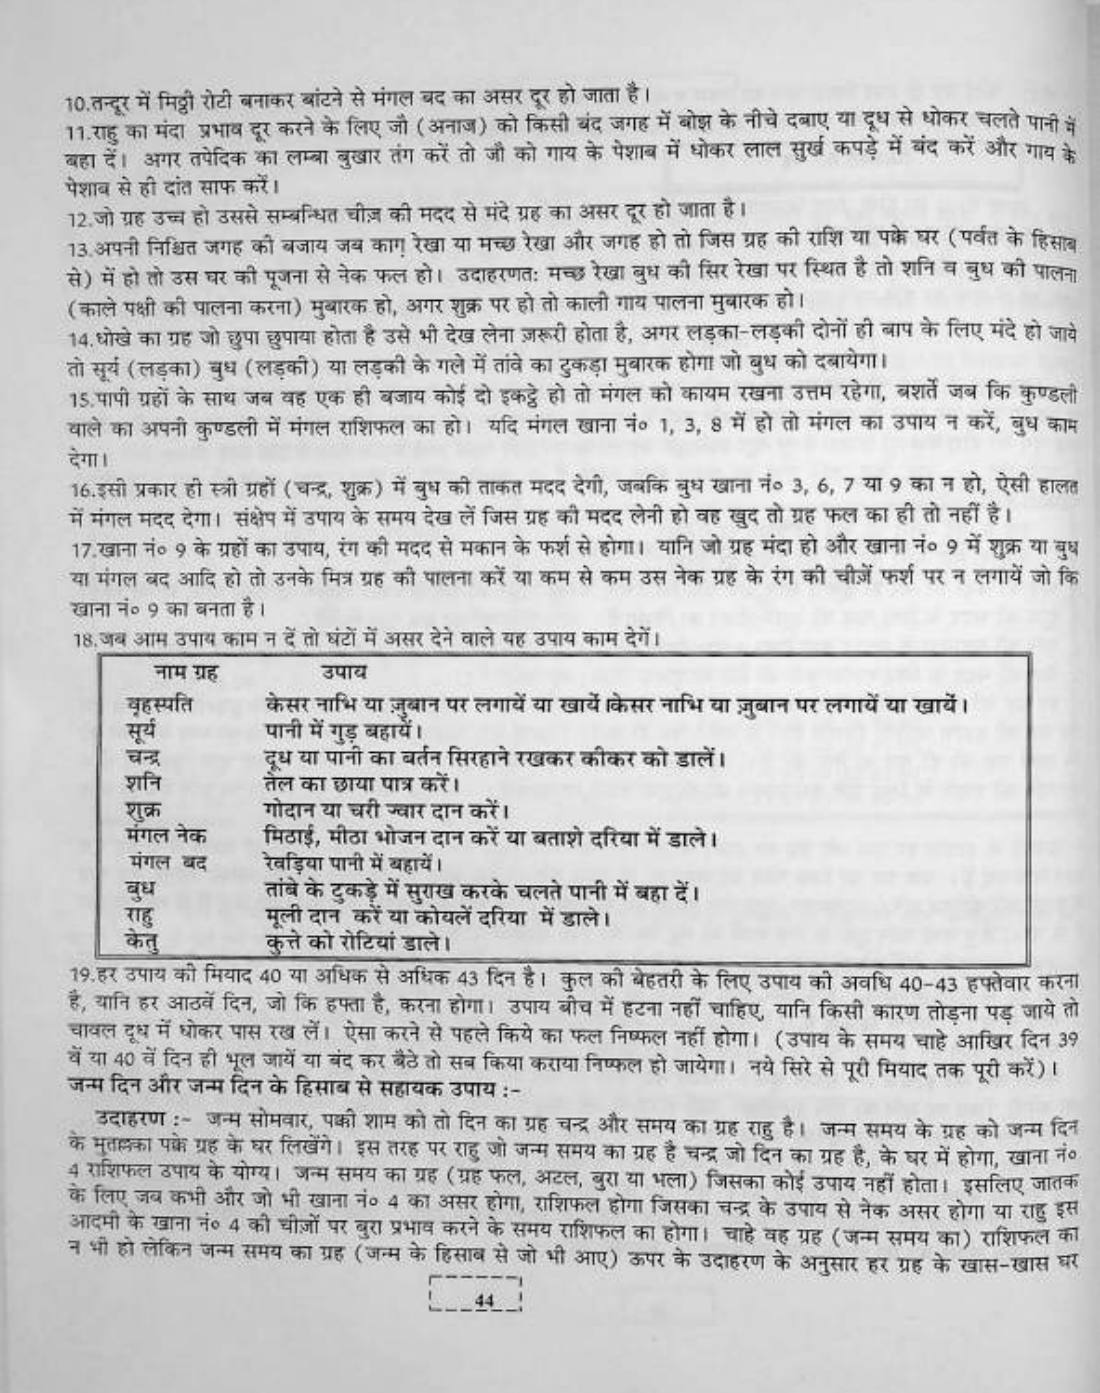 10.तन्दूर में मिठ्ठी रोटी बनाकर बांटने से मंगल बद का असर दूर हो जाता है।
11.राहु का मंदा प्रभाव दूर करने के लिए जौ (अनाज) को किसी बंद जगह में बोझ के नीचे दबाए या दूध से धोकर चलते पानी में
बहा दें। अगर तपेदिक का लम्बा बुखार तंग करें तो जौ को गाय के पेशाब में धोकर लाल सुर्ख कपड़े में बंद करें और गाय के
पेशाब से ही दांत साफ करें।
12.जो ग्रह उच्च हो उससे सम्बन्धित चीज़ की मदद से मंदे ग्रह का असर दूर हो जाता है।
13.अपनी निश्चित जगह की बजाय जब काग़ रेखा या मच्छ रेखा और जगह हो तो जिस ग्रह की राशि या पक्के घर (पर्वत के हिसाब
से) में हो तो उस घर की पूजना से नेक फल हो। उदाहरणत: मच्छ रेखा बुध की सिर रेखा पर स्थित है तो शनि व बुध की पालना
(काले पक्षी की पालना करना) मुबारक हो, अगर शुक्र पर हो तो काली गाय पालना मुबारक हो।
14.धोखे का ग्रह जो छुपा छुपाया होता है उसे भी देख लेना ज़रूरी होता है, अगर लड़का-लड़की दोनों ही बाप के लिए मंदे हो जावे
तो सूर्य (लड़का) बुध (लड़की) या लड़की के गले में तांवे का टुकड़ा मुबारक होगा जो बुध को दबायेगा।
15.पापी ग्रहों के साथ जब वह एक ही बजाय कोई दो इकट्ठे हो तो मंगल को कायम रखना उत्तम रहेगा, बशर्ते जब कि कुण्डली
वाले का अपनी कुण्डली में मंगल राशिफल का हो। यदि मंगल खाना नं० 1, 3, 8 में हो तो मंगल का उपाय न करें, बुध काम
देगा।
16.इसी प्रकार ही स्त्री ग्रहों (चन्द्र, शुक्र) में बुध की ताकत मदद देगी, जबकि बुध खाना नं० 3, 6, 7 या 9 का न हो, ऐसी हालत
में मंगल मदद देगा। संक्षेप में उपाय के समय देख लें जिस ग्रह की मदद लेनी हो वह खुद तो ग्रह फल का ही तो नहीं है।
17.खाना नं० 9 के ग्रहों का उपाय, रंग की मदद से मकान के फर्श से होगा। यानि जो ग्रह मंदा हो और खाना नं० 9 में शुक्र या बुध
या मंगल बद आदि हो तो उनके मित्र ग्रह की पालना करें या कम से कम उस नेक ग्रह के रंग की चीज़ें फर्श पर न लगायें जो कि
खाना नं० 9 का बनता है।
18.जब आम उपाय काम न दें तो घंटों में असर देने वाले यह उपाय काम देगें।
नाम ग्रह उपाय
वृहस्पति केसर नाभि या ज़ुबान पर लगायें या खायें।केसर नाभि या ज़ुबान पर लगायें या खायें।
सूर्य पानी में गुड़ बहायें।
चन्द्र दूध या पानी का बर्तन सिरहाने रखकर कीकर को डालें।
शनि तेल का छाया पात्र करें।
शुक्र गोदान या चरी ज्वार दान करें।
मंगल नेक मिठाई, मीठा भोजन दान करें या बताशे दरिया में डाले।
मंगल बद रेवड़िया पानी में बहायें।
बुध तांबे के टुकड़े में सुराख करके चलते पानी में बहा दें।
राहु मूली दान करें या कोयलें दरिया में डाले।
केतु कुत्ते को रोटियां डाले।
19.हर उपाय की मियाद 40 या अधिक से अधिक 43 दिन है। कुल की बेहतरी के लिए उपाय की अवधि 40-43 हफ्तेवार करना
है, यानि हर आठवें दिन, जो कि हफ्ता है, करना होगा। उपाय बीच में हटना नहीं चाहिए, यानि किसी कारण तोड़ना पड़ जाये तो
चावल दूध में धोकर पास रख लें। ऐसा करने से पहले किये का फल निष्फल नहीं होगा। (उपाय के समय चाहे आखिर दिन 39
वें या 40 वें दिन ही भूल जायें या बंद कर बैठे तो सब किया कराया निष्फल हो जायेगा। नये सिरे से पूरी मियाद तक पूरी करें)।
जन्म दिन और जन्म दिन के हिसाब से सहायक उपाय :-
उदाहरण :- जन्म सोमवार, पक्की शाम को तो दिन का ग्रह चन्द्र और समय का ग्रह राहु है। जन्म समय के ग्रह को जन्म दिन
के मुतल्लका पक्के ग्रह के घर लिखेंगे। इस तरह पर राहु जो जन्म समय का ग्रह है चन्द्र जो दिन का ग्रह है, के घर में होगा, खाना नं०
4 राशिफल उपाय के योग्य। जन्म समय का ग्रह (ग्रह फल, अटल, बुरा या भला) जिसका कोई उपाय नहीं होता। इसलिए जातक
के लिए जब कभी और जो भी खाना नं० 4 का असर होगा, राशिफल होगा जिसका चन्द्र के उपाय से नेक असर होगा या राहु इस
आदमी के खाना नं० 4 की चीज़ों पर बुरा प्रभाव करने के समय राशिफल का होगा। चाहे वह ग्रह (जन्म समय का) राशिफल का
न भी हो लेकिन जन्म समय का ग्रह (जन्म के हिसाब से जो भी आए) ऊपर के उदाहरण के अनुसार हर ग्रह के खास-खास घर
44